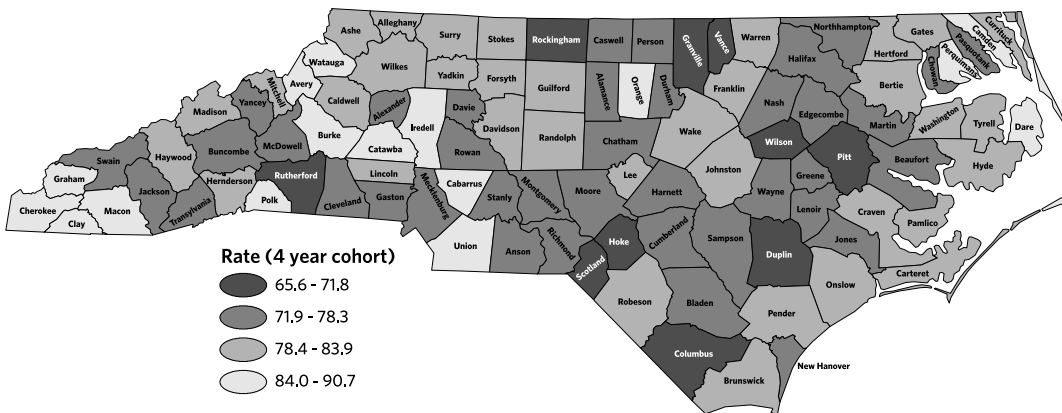 Ashe
Alleghany
Surry
Stokes
Rockingham
Caswell
Person
Granville
Vance
Warren
Northhampton
Gates
Hertford
Currituck
Camden
Pasquotank
Perquimans
Chowan
Watauga
Wilkes
Yadkin
Forsyth
Guilford
Alamance
Orange
Durham
Franklin
Halifax
Bertie
Avery
Mitchell
Caldwell
Alexander
Iredell
Davie
Davidson
Randolph
Chatham
Wake
Nash
Edgecombe
Martin
Washington
Tyrell
Dare
Madison
Yancey
Burke
Catawba
Rowan
Wilson
Pitt
Beaufort
Hyde
Swain
Haywood
Buncombe
McDowell
Lincoln
Lee
Johnston
Greene
Graham
Jackson
Hernderson
Rutherford
Cleveland
Gaston
Mecklenburg
Cabarrus
Stanly
Montgomery
Moore
Harnett
Wayne
Lenoir
Craven
Pamlico
Cherokee
Clay
Macon
Transylvania
Polk
Union
Anson
Richmond
Scotland
Hoke
Cumberland
Sampson
Duplin
Jones
Carteret
Onslow
Robeson
Bladen
Pender
Columbus
Brunswick
New Hanover
Rate (4 year cohort)
65.6 - 71.8
71.9 - 78.3
78.4 - 83.9
84.0 - 90.7